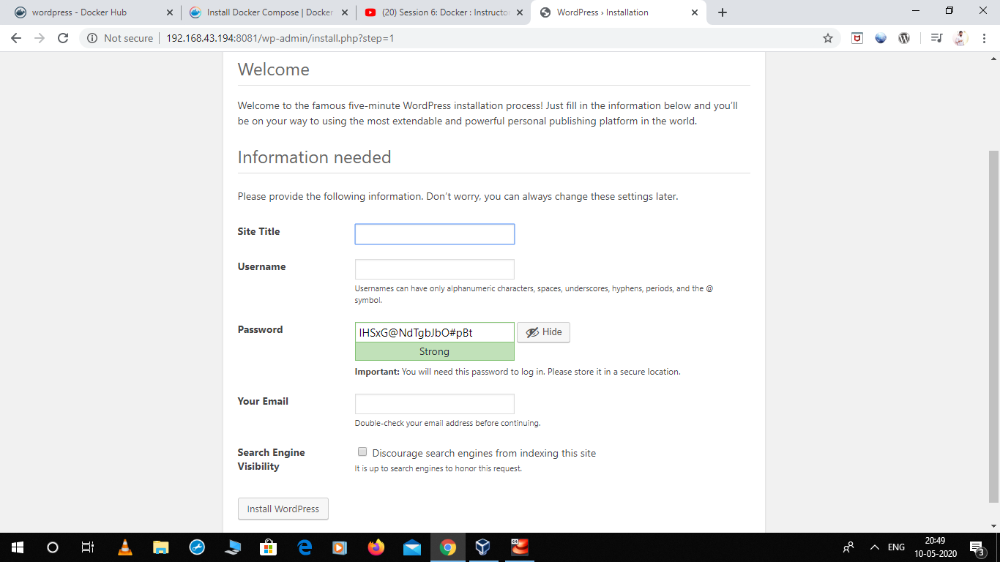 wordpress - Docker Hub
Install Docker Compose | Docker
(20) Session 6: Docker : Instructo
WordPress › Installation
Not secure
192.168.43.194:8081/wp-admin/install.php?step=1
Welcome
Welcome to the famous five-minute WordPress installation process! Just fill in the information below and you’ll
be on your way to using the most extendable and powerful personal publishing platform in the world.
Information needed
Please provide the following information. Don’t worry, you can always change these settings later.
Site Title
Username
Usernames can have only alphanumeric characters, spaces, underscores, hyphens, periods, and the @
symbol.
Password
IHSxG@NdTgbJbO#pBt
Hide
Strong
Important: You will need this password to log in. Please store it in a secure location.
Your Email
Double-check your email address before continuing.
Search Engine
Visibility
Discourage search engines from indexing this site
It is up to search engines to honor this request.
Install WordPress
ENG
20:49
10-05-2020
3